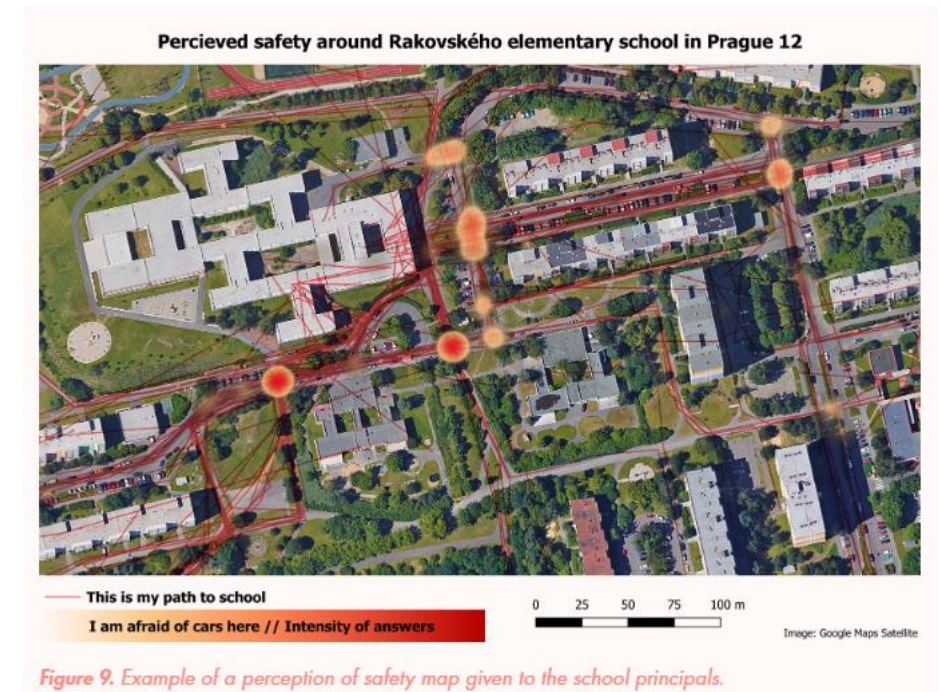 Percieved safety around Rakovského elementary school in Prague 12
This is my path to school
I am afraid of cars here // Intensity of answers
0 25 50 75 100 m
Image: Google Maps Satellite
Figure 9. Example of a perception of safety map given to the school principals.